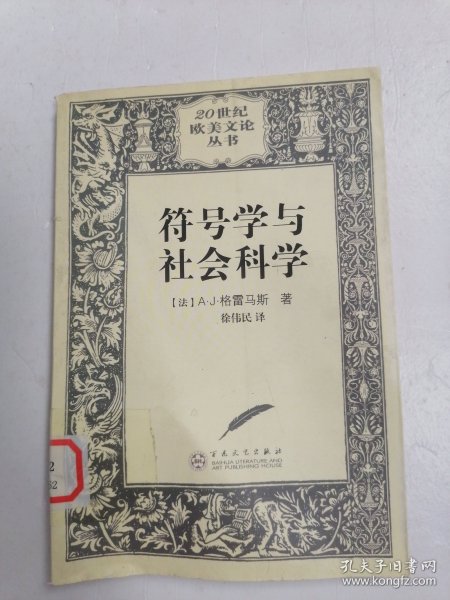 20世纪
欧美文论
丛书
符号学与
社会科学
【法】A·J·格雷马斯 著
徐伟民 译
百花文艺出版社
BAIHUA LITERATURE AND
ART PUBLISHING HOUSE
2
52
孔夫子旧书网
www.kongfz.com